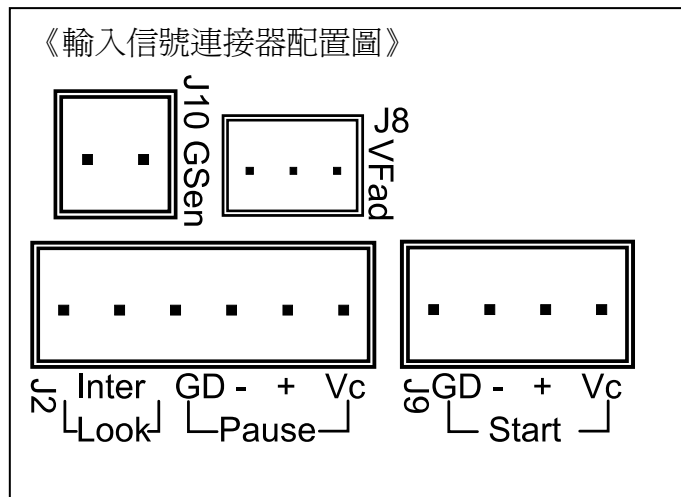 《輸入信號連接器配置圖》
J10 GSen
J8
VFad
J2
Inter
Look
GD - + Vc
Pause
J9
GD - + Vc
Start